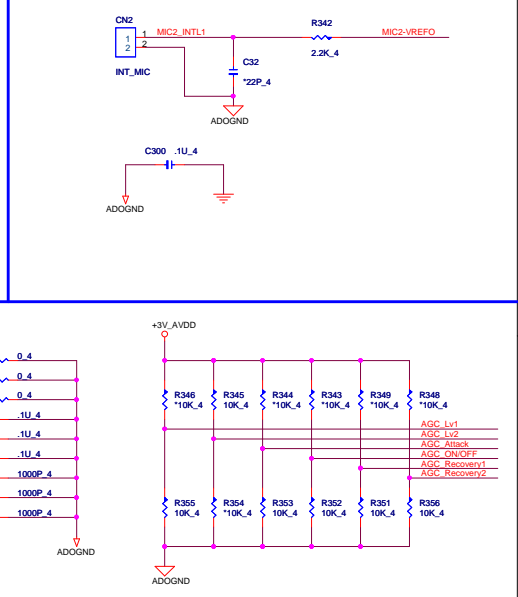 CN2
1
2
1
2
MIC2_INTL1
INT_MIC
C32
*22P_4
ADOGND
R342
2.2K_4
MIC2-VREFO
C300 .1U_4
ADOGND
0_4
0_4
0_4
.1U_4
.1U_4
.1U_4
1000P_4
1000P_4
1000P_4
ADOGND
+3V_AVDD
R346
*10K_4
R345
10K_4
R344
*10K_4
R343
*10K_4
R349
*10K_4
R348
*10K_4
AGC_Lv1
AGC_Lv2
AGC_Attack
AGC_ON/OFF
AGC_Recovery1
AGC_Recovery2
R355
10K_4
R354
*10K_4
R353
10K_4
R352
10K_4
R351
10K_4
R356
10K_4
ADOGND